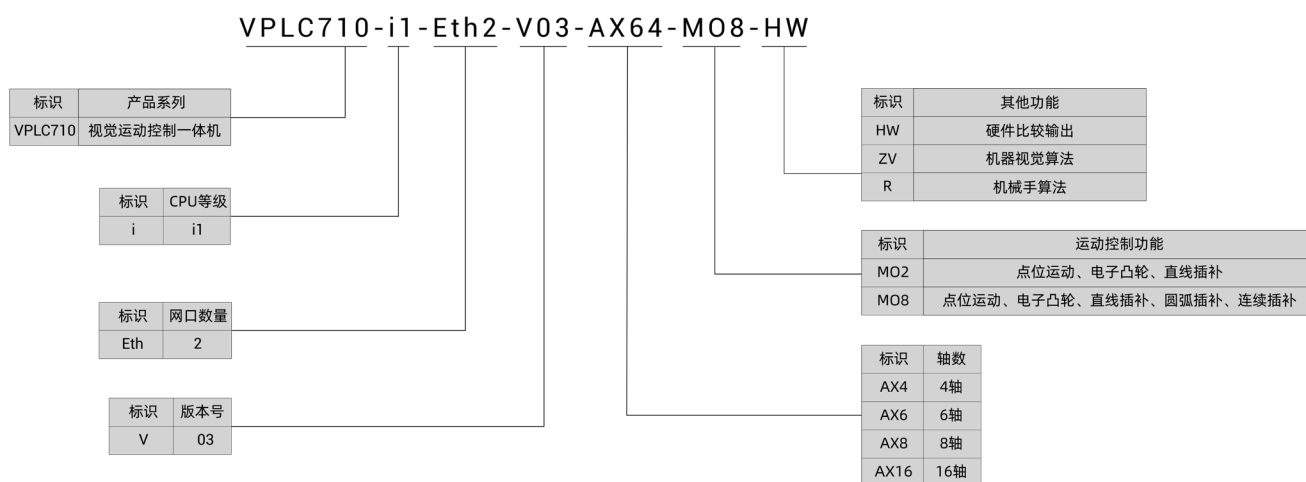 VPLC710-i1-Eth2-V03-AX64-MO8-HW
标识 产品系列
VPLC710 视觉运动控制一体机
标识 CPU等级
i i1
标识 网口数量
Eth 2
标识 版本号
V 03
标识 其他功能
HW 硬件比较输出
ZV 机器视觉算法
R 机械手算法
标识 运动控制功能
MO2 点位运动、电子凸轮、直线插补
MO8 点位运动、电子凸轮、直线插补、圆弧插补、连续插补
标识 轴数
AX4 4轴
AX6 6轴
AX8 8轴
AX16 16轴